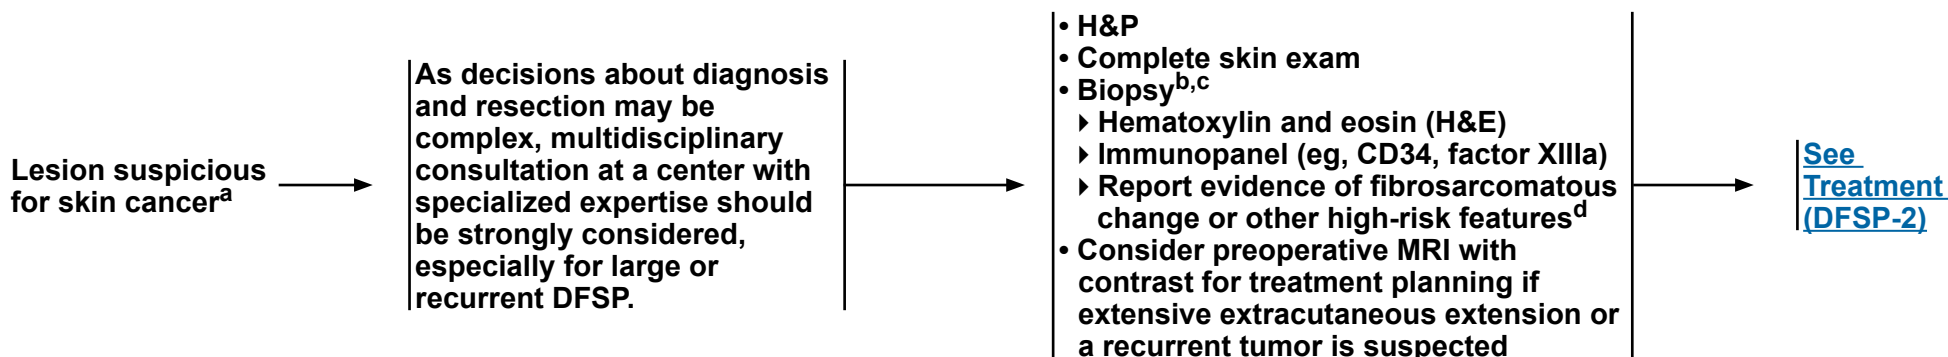 Lesion suspicious
for skin cancera
As decisions about diagnosis
and resection may be
complex, multidisciplinary
consultation at a center with
specialized expertise should
be strongly considered,
especially for large or
recurrent DFSP.
• H&P
• Complete skin exam
• Biopsyb,c
▸ Hematoxylin and eosin (H&E)
▸ Immunopanel (eg, CD34, factor XIIIa)
▸ Report evidence of fibrosarcomatous
change or other high-risk featuresd
• Consider preoperative MRI with
contrast for treatment planning if
extensive extracutaneous extension or
a recurrent tumor is suspected
See
Treatment
(DFSP-2)